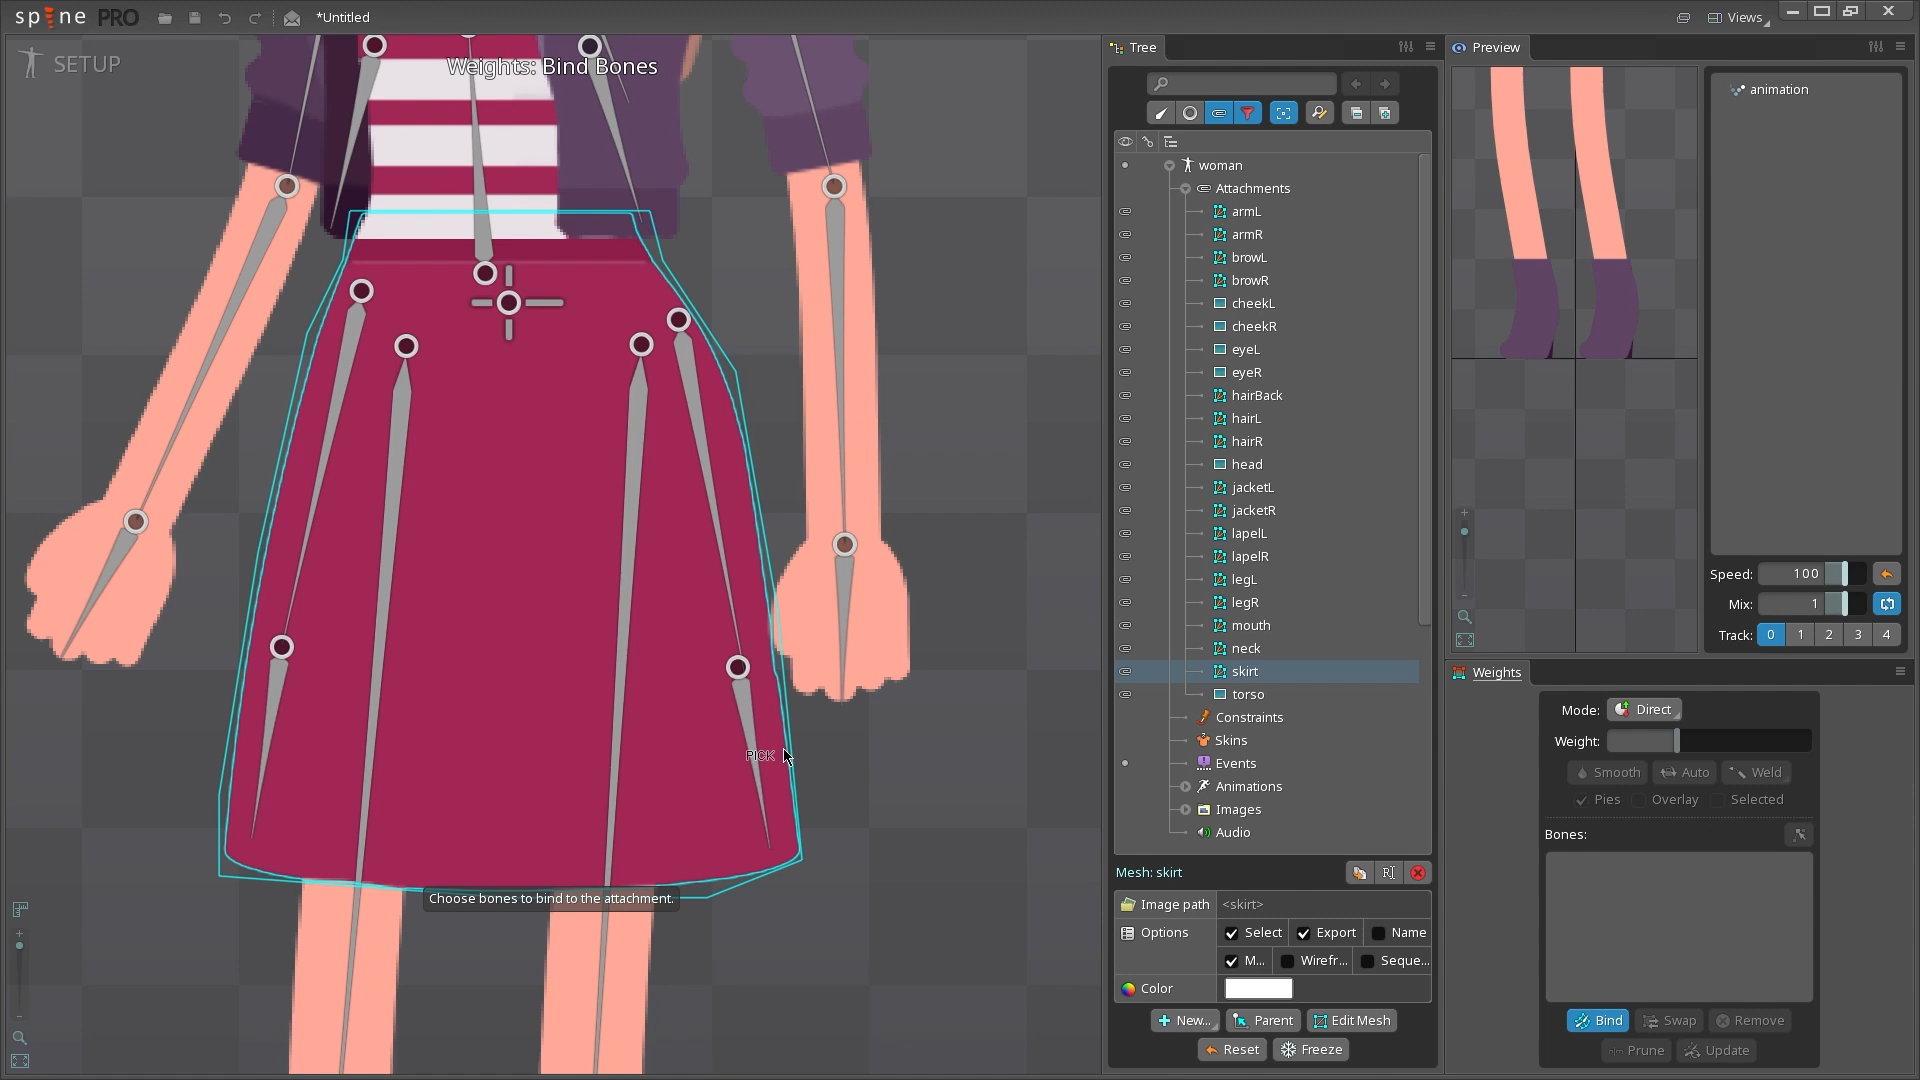 spine PRO
*Untitled
Views
SETUP
Weights: Bind Bones
PICK
Choose bones to bind to the attachment.
Tree
woman
Attachments
armL
armR
browL
browR
cheekL
cheekR
eyeL
eyeR
hairBack
hairL
hairR
head
jacketL
jacketR
lapelL
lapelR
legL
legR
mouth
neck
skirt
torso
Constraints
Skins
Events
Animations
Images
Audio
Mesh: skirt
Image path <skirt>
Options Select Export Name
M... Wirefr... Seque...
Color
New... Parent Edit Mesh
Reset Freeze
Preview
animation
Speed: 100
Mix: 1
Track: 0 1 2 3 4
Weights
Mode: Direct
Weight:
Smooth Auto Weld
Pies Overlay Selected
Bones:
Bind Swap Remove
Prune Update